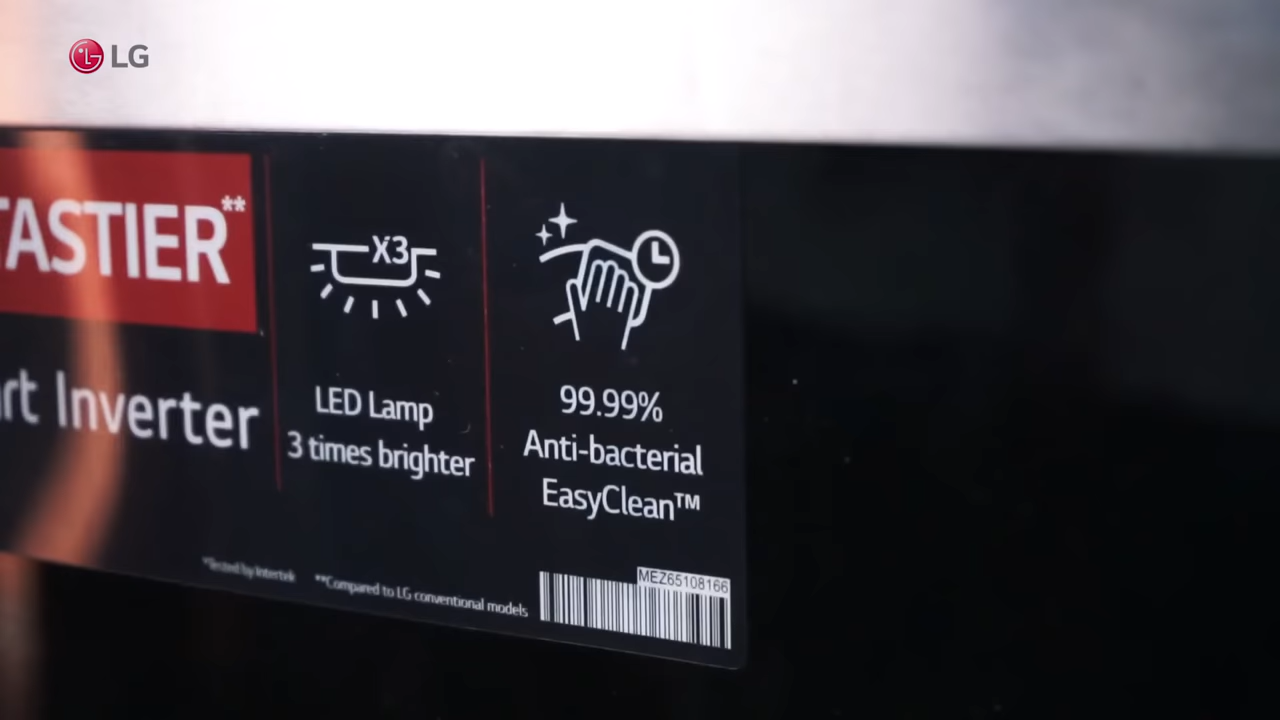 LG
TASTIER**
rt Inverter
X3
LED Lamp
3 times brighter
99.99%
Anti-bacterial
EasyClean™
*Tested by Intertek
**Compared to LG conventional models
MEZ65108166